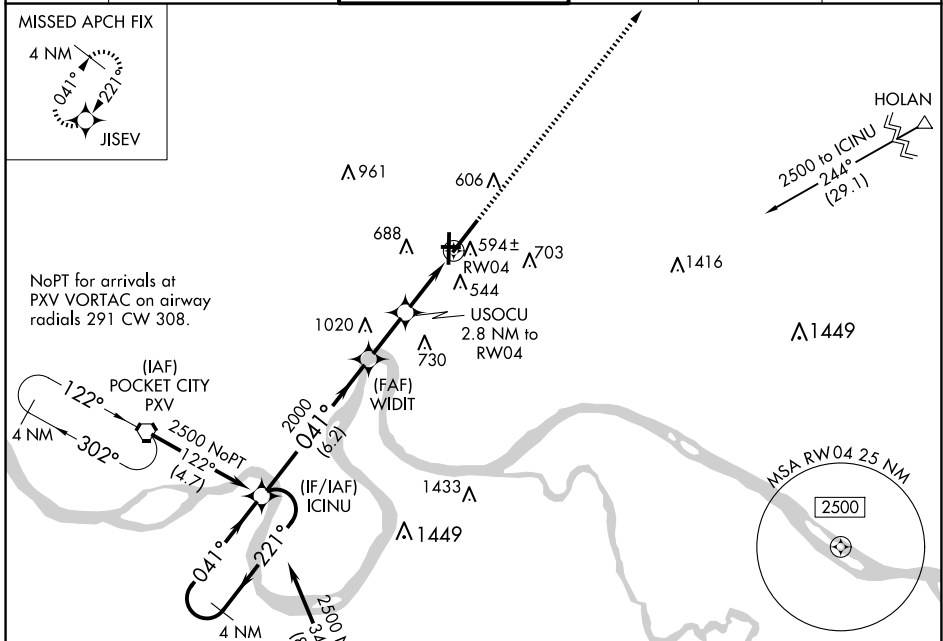 MISSED APCH FIX
4 NM
041°
221°
JISEV
HOLAN
2500 to ICINU
244°
(29.1)
961
606
688
594±
RW04
703
1416
544
NoPT for arrivals at
PXV VORTAC on airway
radials 291 CW 308.
USOCU
2.8 NM to
RW04
1020
730
1449
(FAF)
WIDIT
(IAF)
POCKET CITY
PXV
122°
302°
4 NM
2500 NoPT
122°
(4.7)
2000
041°
(6.2)
(IF/IAF)
ICINU
1433
1449
MSA RW04 25 NM
2500
041°
221°
4 NM
2500